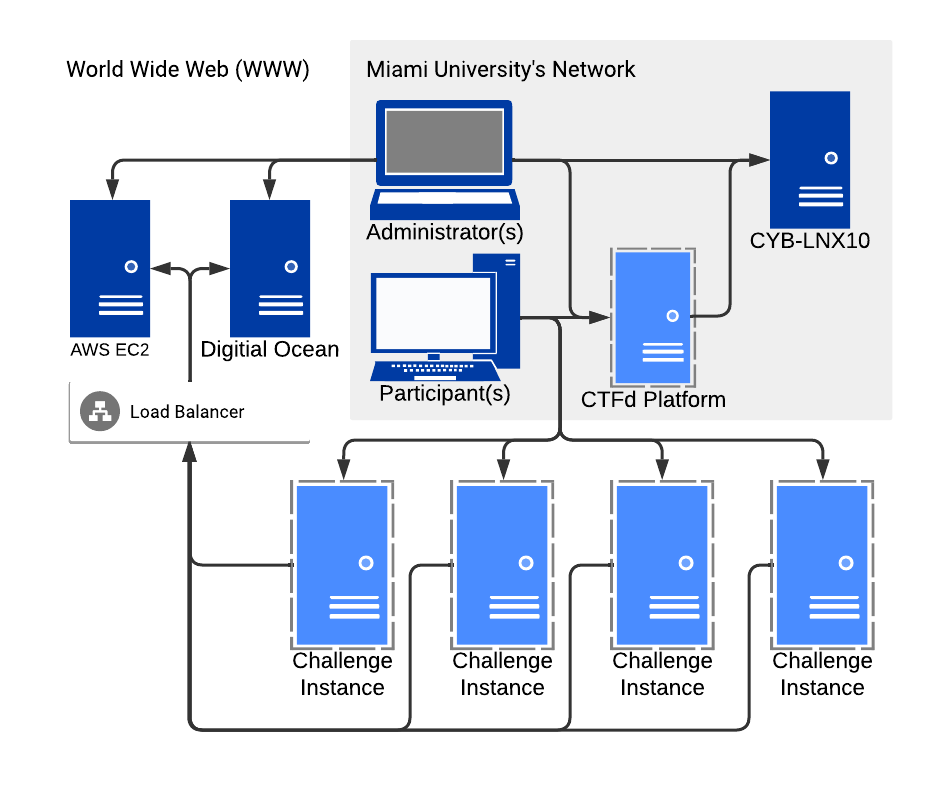 World Wide Web (WWW)
Miami University's Network
Administrator(s)
CYB-LNX10
AWS EC2
Digitial Ocean
Participant(s)
CTFd Platform
Load Balancer
Challenge
Instance
Challenge
Instance
Challenge
Instance
Challenge
Instance